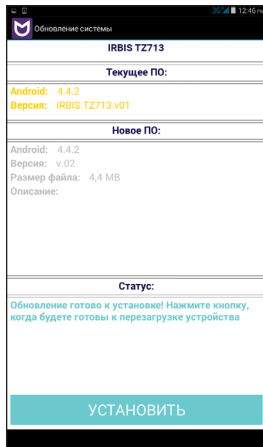 3G 12:46 PM
Обновление системы
IRBIS TZ713
Текущее ПО:
Android: 4.4.2
Версия: IRBIS.TZ713.v01
Новое ПО:
Android: 4.4.2
Версия: v.02
Размер файла: 4,4 MB
Описание:
Статус:
Обновление готово к установке! Нажмите кнопку,
когда будете готовы к перезагрузке устройства
УСТАНОВИТЬ